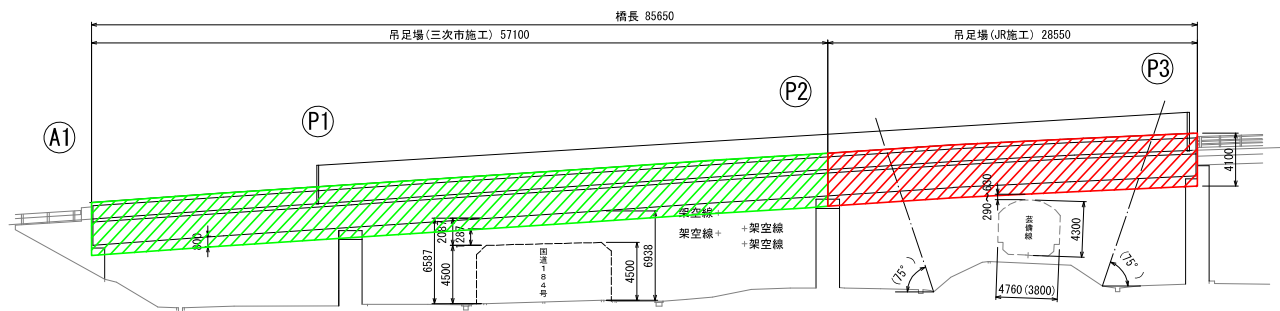 橋長 85650
吊足場(三次市施工) 57100
吊足場(JR施工) 28550
A1
P1
P2
P3
4100
290~630
800
2087
1287
6587
4500
国道184号
4500
6938
架空線
架空線
架空線
架空線
芸備線
4300
(75°)
(75°)
4760(3800)